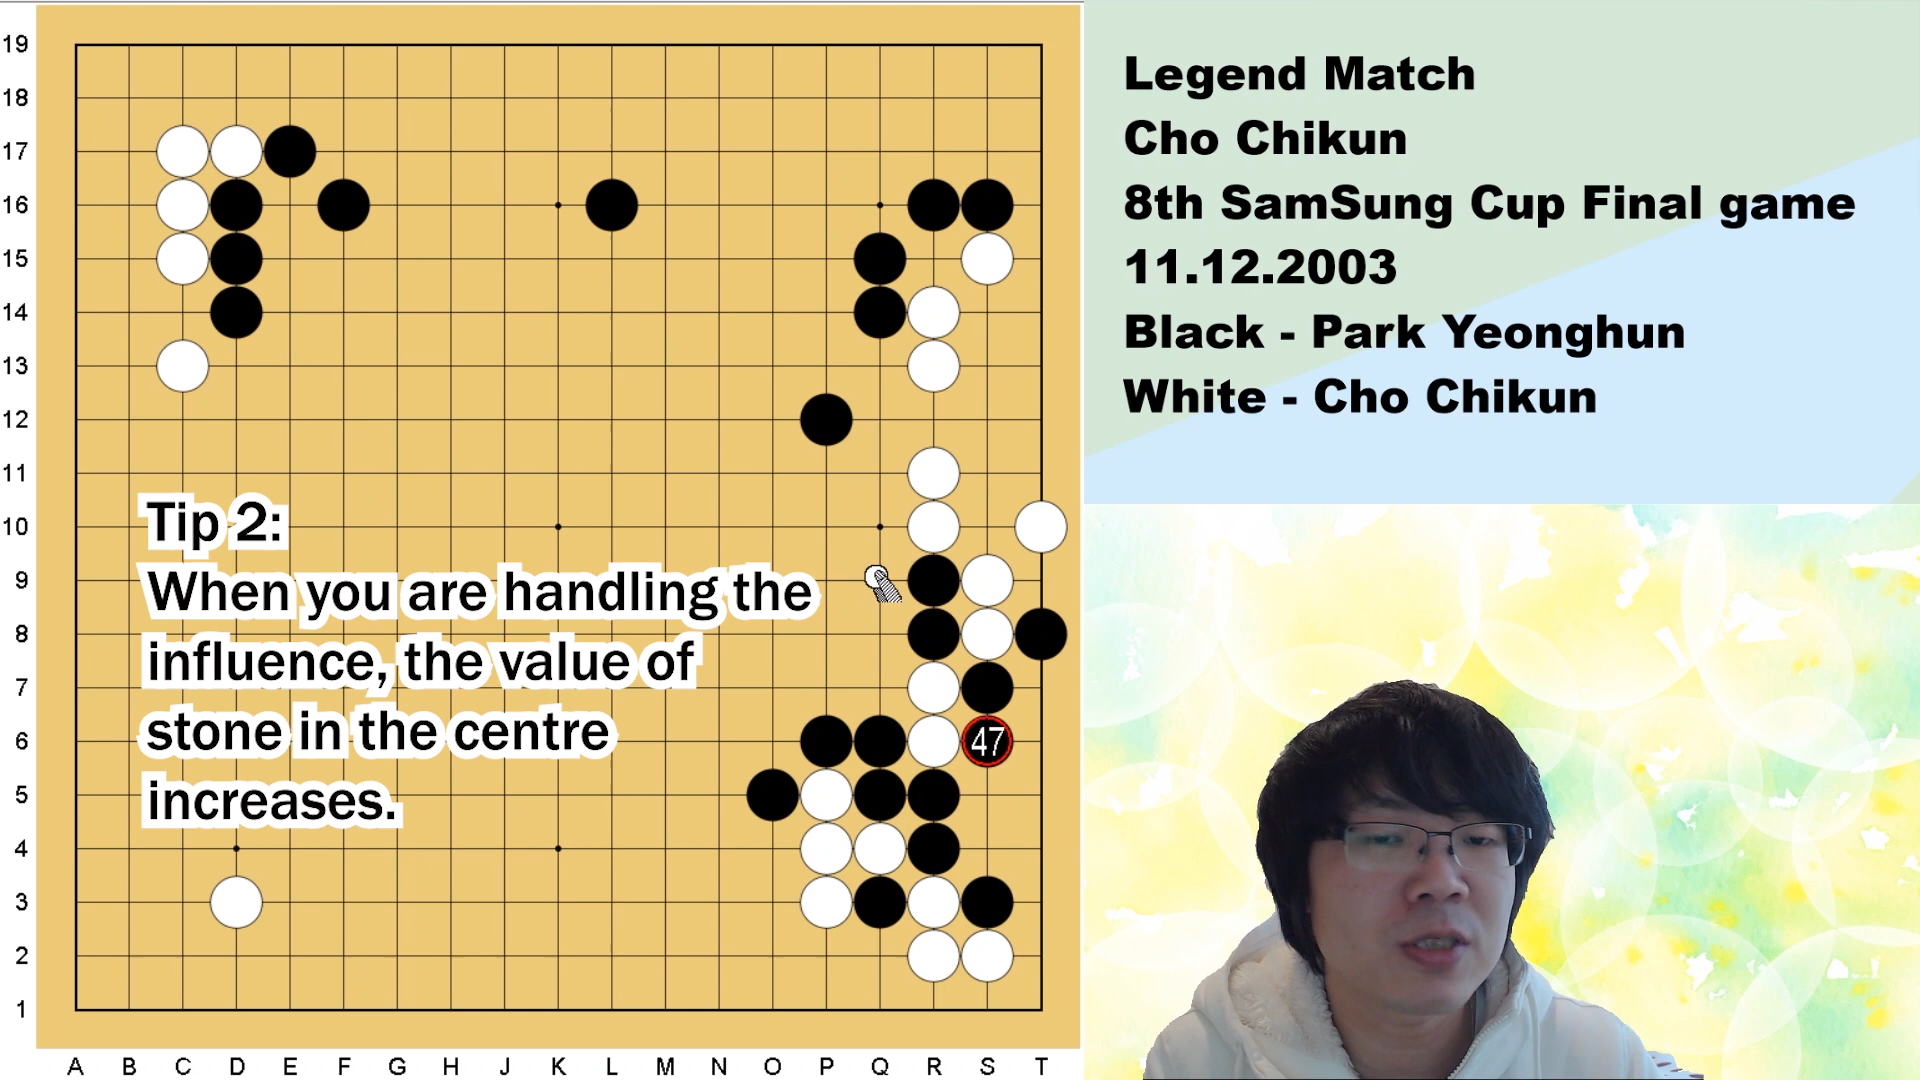 Legend Match
Cho Chikun
8th SamSung Cup Final game
11.12.2003
Black - Park Yeonghun
White - Cho Chikun
19
18
17
16
15
14
13
12
11
10
9
8
7
6
5
4
3
2
1
Tip 2:
When you are handling the
influence, the value of
stone in the centre
increases.
47
A B C D E F G H J K L M N O P Q R S T